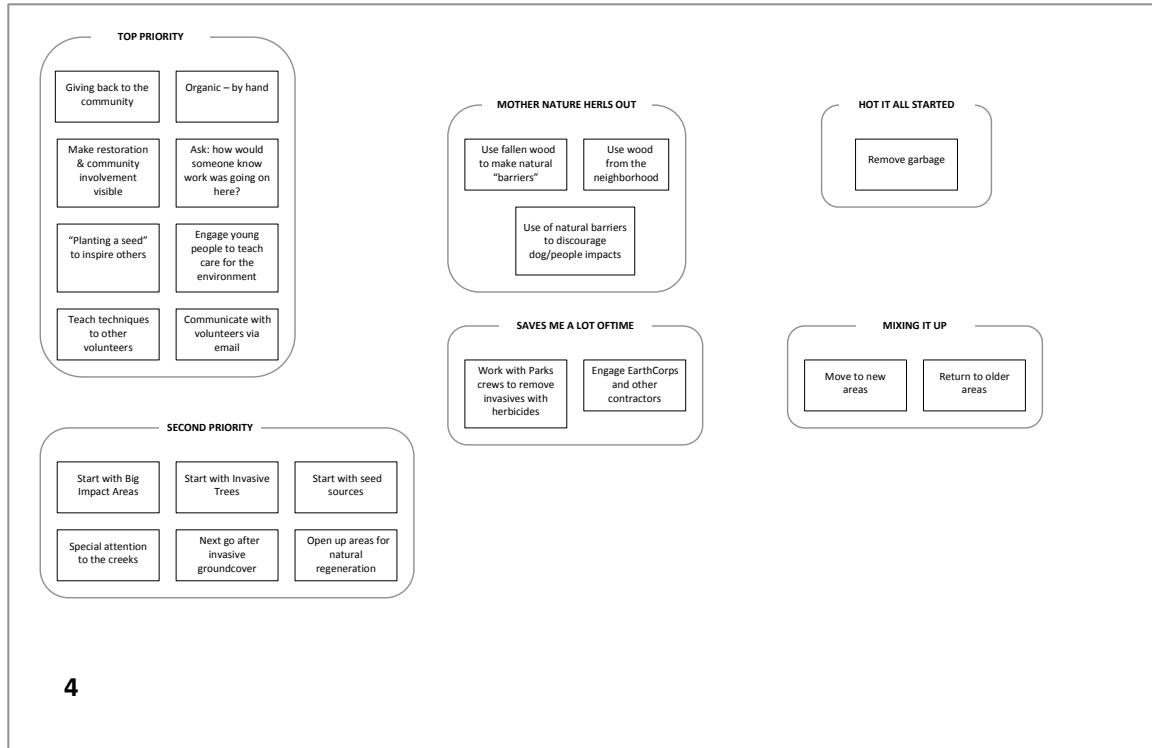 TOP PRIORITY
Giving back to the
community
Organic – by hand
Make restoration
& community
involvement
visible
Ask: how would
someone know
work was going on
here?
“Planting a seed”
to inspire others
Engage young
people to teach
care for the
environment
Teach techniques
to other
volunteers
Communicate with
volunteers via
email
SECOND PRIORITY
Start with Big
Impact Areas
Start with Invasive
Trees
Start with seed
sources
Special attention
to the creeks
Next go after
invasive
groundcover
Open up areas for
natural
regeneration
MOTHER NATURE HERLS OUT
Use fallen wood
to make natural
“barriers”
Use wood
from the
neighborhood
Use of natural barriers
to discourage
dog/people impacts
SAVES ME A LOT OFTIME
Work with Parks
crews to remove
invasives with
herbicides
Engage EarthCorps
and other
contractors
HOT IT ALL STARTED
Remove garbage
MIXING IT UP
Move to new
areas
Return to older
areas
4